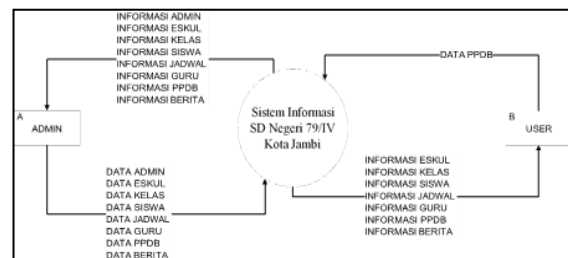 INFORMASI ADMIN
INFORMASI ESKUL
INFORMASI KELAS
INFORMASI SISWA
INFORMASI JADWAL
INFORMASI GURU
INFORMASI PPDB
INFORMASI BERITA
DATA PPDB
A
ADMIN
Sistem Informasi
SD Negeri 79/IV
Kota Jambi
B
USER
DATA ADMIN
DATA ESKUL
DATA KELAS
DATA SISWA
DATA JADWAL
DATA GURU
DATA PPDB
DATA BERITA
INFORMASI ESKUL
INFORMASI KELAS
INFORMASI SISWA
INFORMASI JADWAL
INFORMASI GURU
INFORMASI PPDB
INFORMASI BERITA